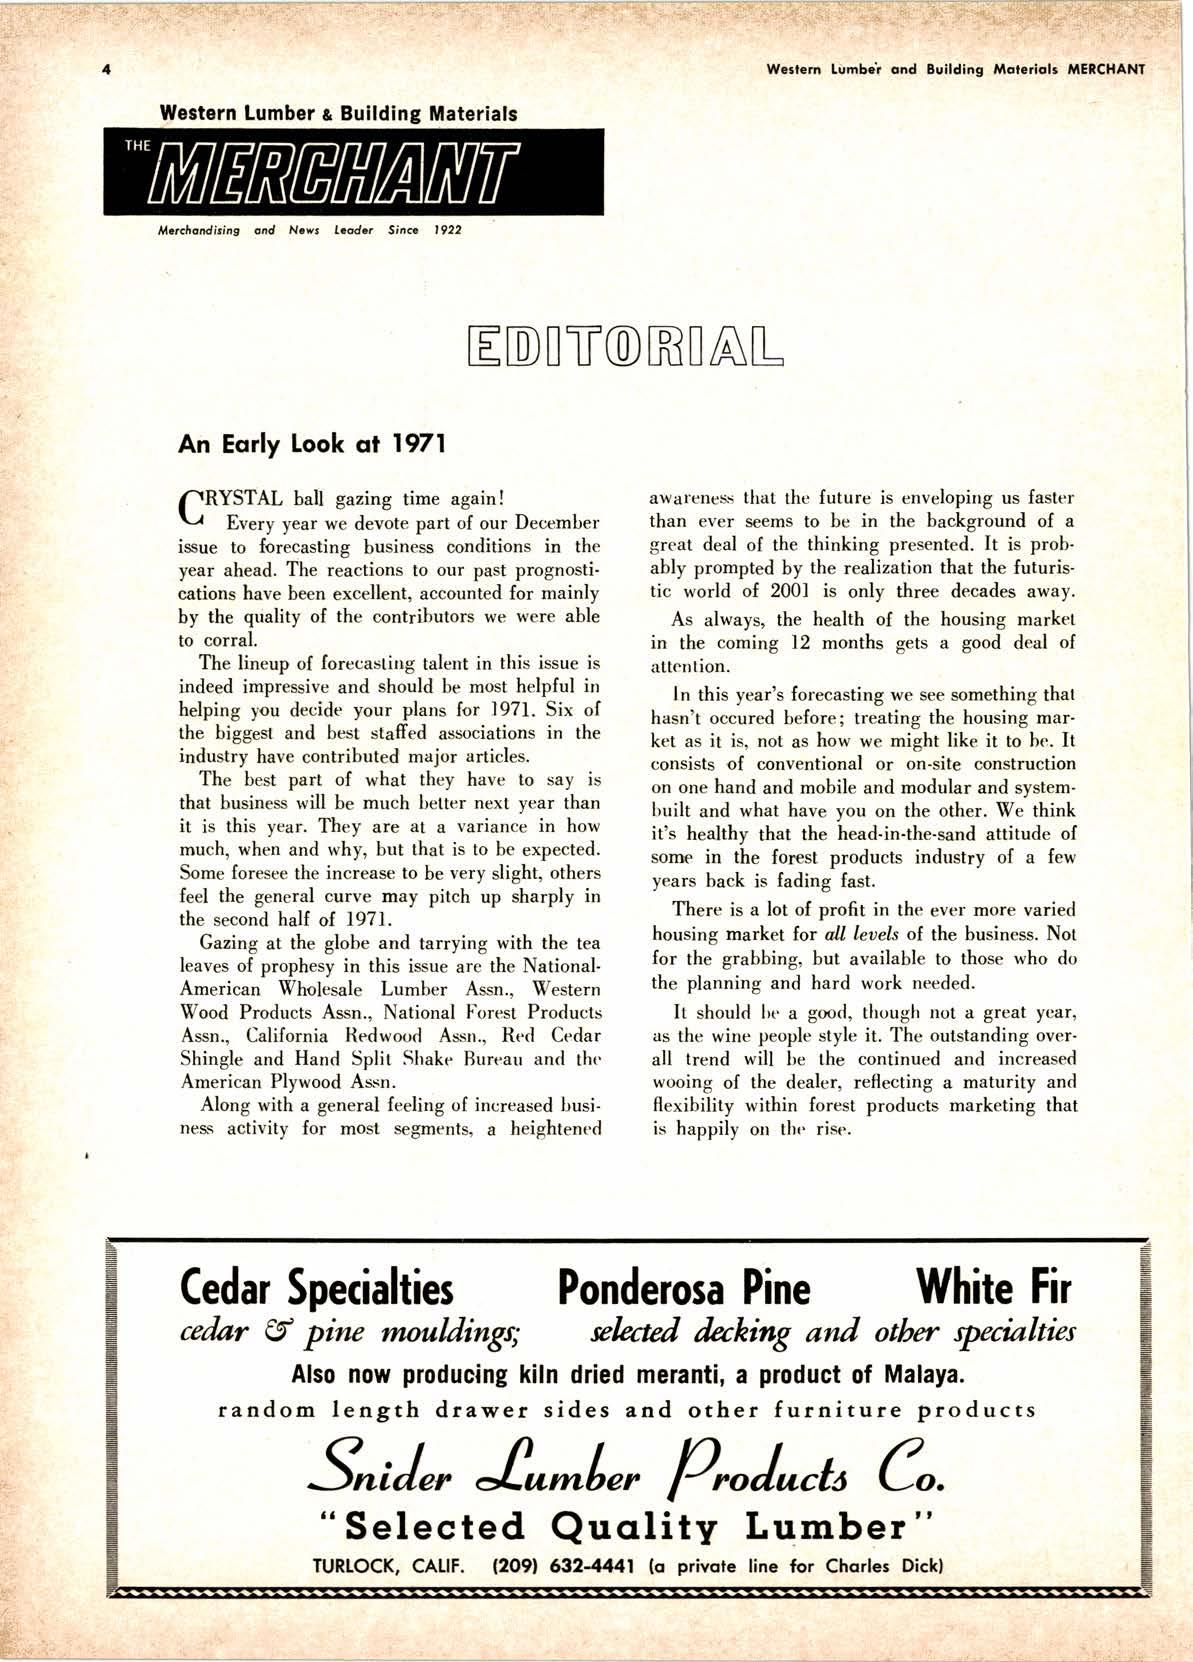 4
Western Lumber and Building Materials MERCHANT
Western Lumber & Building Materials
THE MERCHANT
Merchandising and News Leader Since 1922
EDITORIAL
An Early Look at 1971
CRYSTAL ball gazing time again!
Every year we devote part of our December
issue to forecasting business conditions in the
year ahead. The reactions to our past prognosti-
cations have been excellent, accounted for mainly
by the quality of the contributors we were able
to corral.
The lineup of forecasting talent in this issue is
indeed impressive and should be most helpful in
helping you decide your plans for 1971. Six of
the biggest and best staffed associations in the
industry have contributed major articles.
The best part of what they have to say is
that business will be much better next year than
it is this year. They are at a variance in how
much, when and why, but that is to be expected.
Some foresee the increase to be very slight, others
feel the general curve may pitch up sharply in
the second half of 1971.
Gazing at the globe and tarrying with the tea
leaves of prophesy in this issue are the National-
American Wholesale Lumber Assn., Western
Wood Products Assn., National Forest Products
Assn., California Redwood Assn., Red Cedar
Shingle and Hand Split Shake Bureau and the
American Plywood Assn.
Along with a general feeling of increased busi-
ness activity for most segments, a heightened
awareness that the future is enveloping us faster
than ever seems to be in the background of a
great deal of the thinking presented. It is prob-
ably prompted by the realization that the futuris-
tic world of 2001 is only three decades away.
As always, the health of the housing market
in the coming 12 months gets a good deal of
attention.
In this year's forecasting we see something that
hasn't occured before; treating the housing mar-
ket as it is, not as how we might like it to be. It
consists of conventional or on-site construction
on one hand and mobile and modular and system-
built and what have you on the other. We think
it's healthy that the head-in-the-sand attitude of
some in the forest products industry of a few
years back is fading fast.
There is a lot of profit in the ever more varied
housing market for all levels of the business. Not
for the grabbing, but available to those who do
the planning and hard work needed.
It should be a good, though not a great year,
as the wine people style it. The outstanding over-
all trend will be the continued and increased
wooing of the dealer, reflecting a maturity and
flexibility within forest products marketing that
is happily on the rise.
Cedar Specialties Ponderosa Pine White Fir
cedar & pine mouldings; selected decking and other specialties
Also now producing kiln dried meranti, a product of Malaya.
random length drawer sides and other furniture products
Snider Lumber Products Co.
"Selected Quality Lumber"
TURLOCK, CALIF. (209) 632-4441 (a private line for Charles Dick)